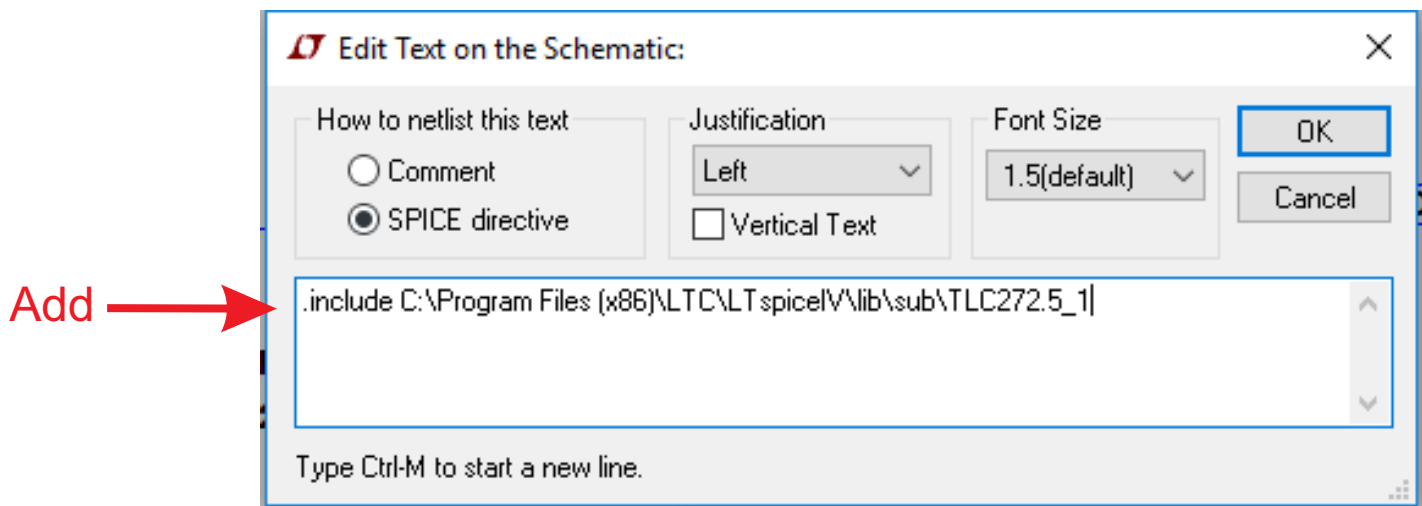 Edit Text on the Schematic:
How to netlist this text
Comment
SPICE directive
Justification
Left
Vertical Text
Font Size
1.5(default)
OK
Cancel
Add
.include C:\Program Files (x86)\LTC\LTspiceIV\lib\sub\TLC272.5_1
Type Ctrl-M to start a new line.